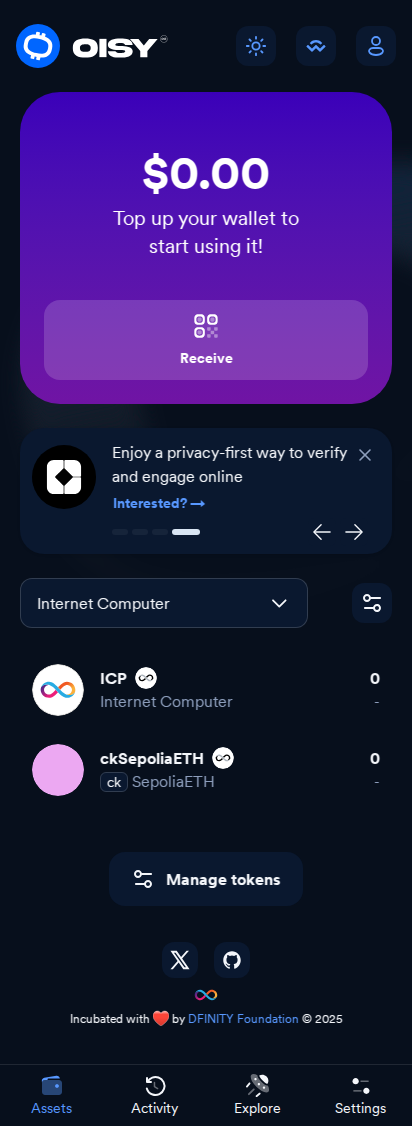 OISY
$0.00
Top up your wallet to
start using it!
Receive
Enjoy a privacy-first way to verify
and engage online
Interested?
Internet Computer
ICP 0
Internet Computer -
ckSepoliaETH 0
ck SepoliaETH -
Manage tokens
Incubated with ❤️ by DFINITY Foundation © 2025
Assets Activity Explore Settings